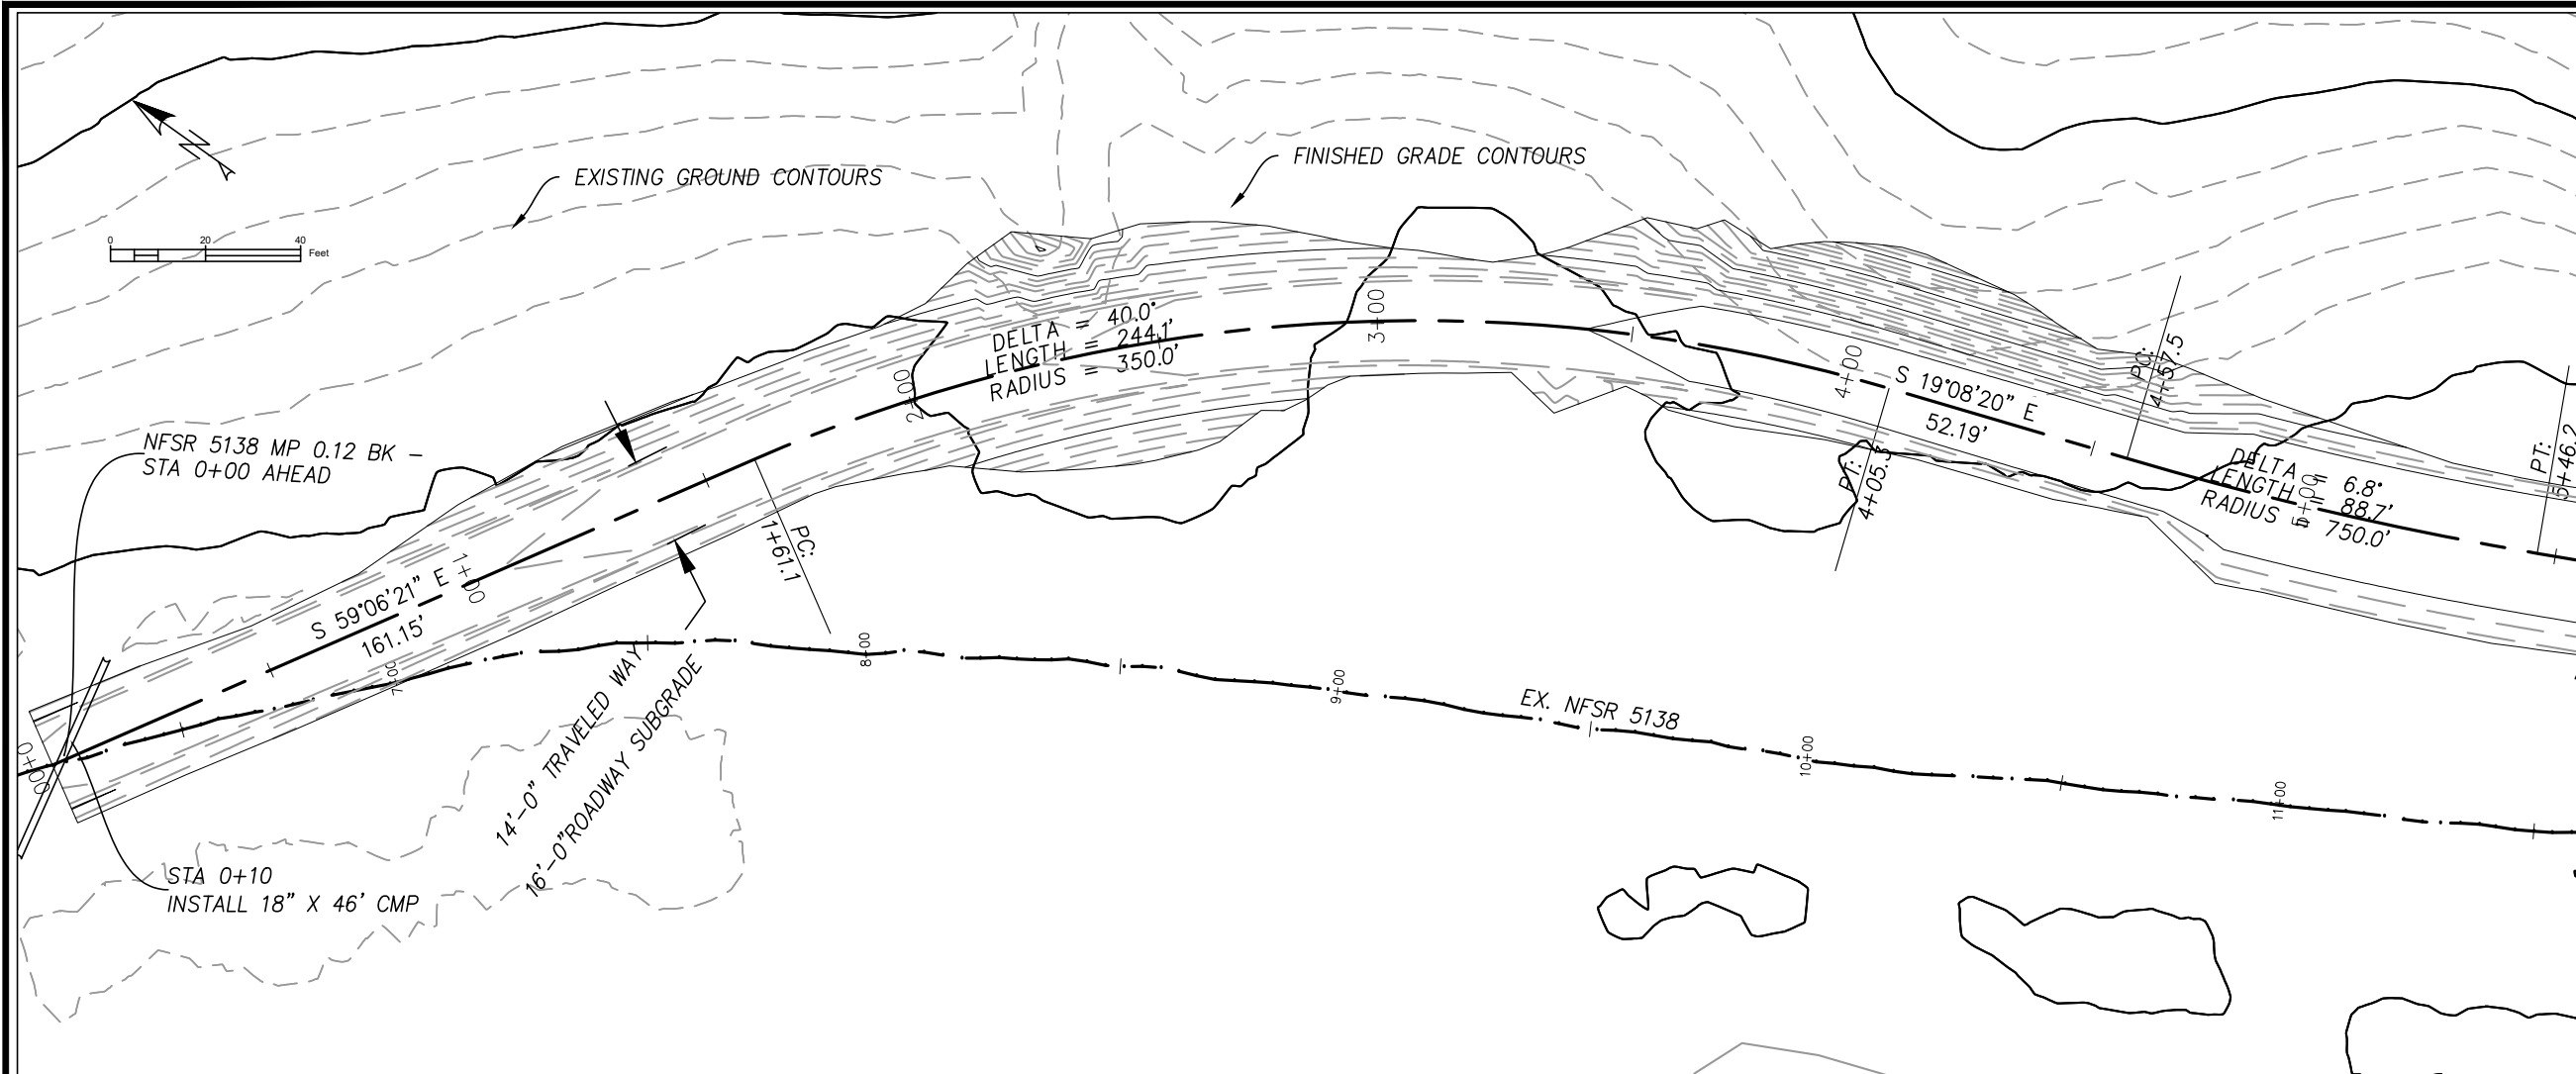 N
EXISTING GROUND CONTOURS
FINISHED GRADE CONTOURS
0 20 40
Feet
DELTA = 40.0°
LENGTH = 244.1'
RADIUS = 350.0'
3+00
2+00
4+00
S 19°08'20" E
52.19'
PC:
4+57.5
NFSR 5138 MP 0.12 BK –
STA 0+00 AHEAD
PT:
4+05.3
DELTA = 6.8°
LENGTH = 88.7'
RADIUS = 750.0'
5+00
PT:
5+46.2
PC:
1+61.1
1+00
S 59°06'21" E
161.15'
7+00
8+00
9+00
EX. NFSR 5138
10+00
11+00
0+00
14'-0" TRAVELED WAY
16'-0"ROADWAY SUBGRADE
STA 0+10
INSTALL 18" X 46' CMP